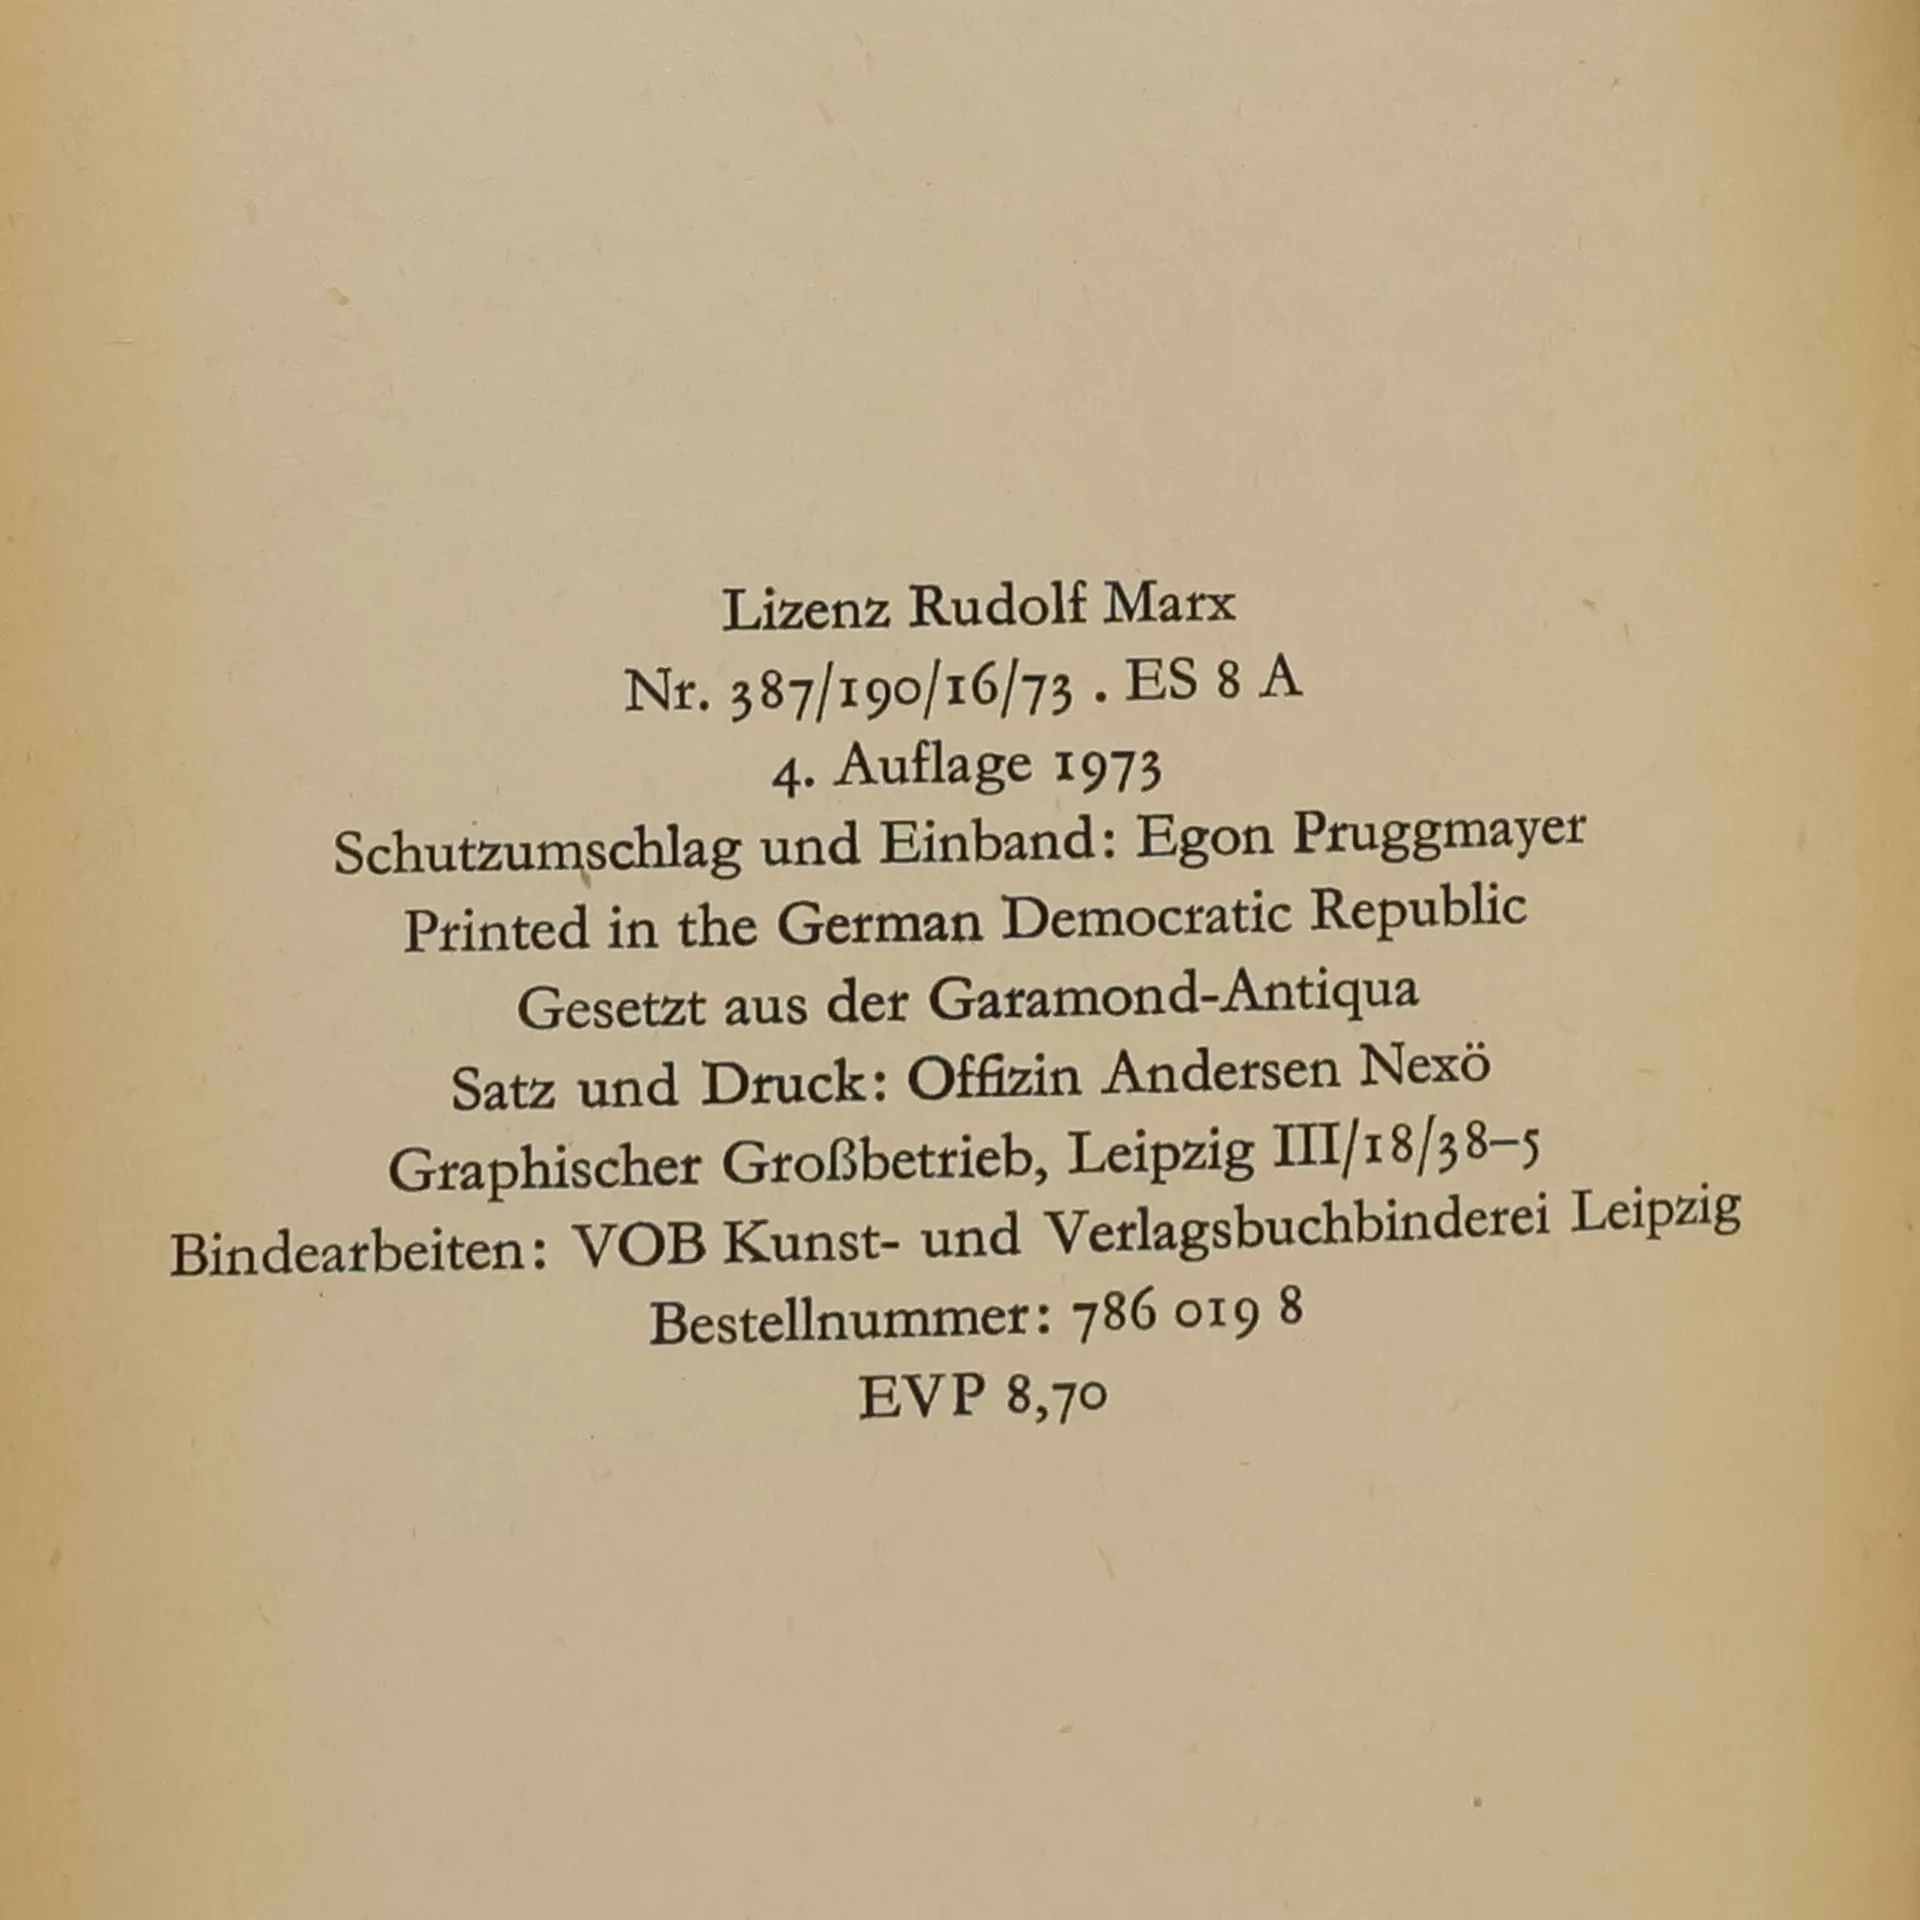 Lizenz Rudolf Marx
Nr. 387/190/16/73 . ES 8 A
4. Auflage 1973
Schutzumschlag und Einband: Egon Pruggmayer
Printed in the German Democratic Republic
Gesetzt aus der Garamond-Antiqua
Satz und Druck: Offizin Andersen Nexö
Graphischer Großbetrieb, Leipzig III/18/38–5
Bindearbeiten: VOB Kunst- und Verlagsbuchbinderei Leipzig
Bestellnummer: 786 019 8
EVP 8,70